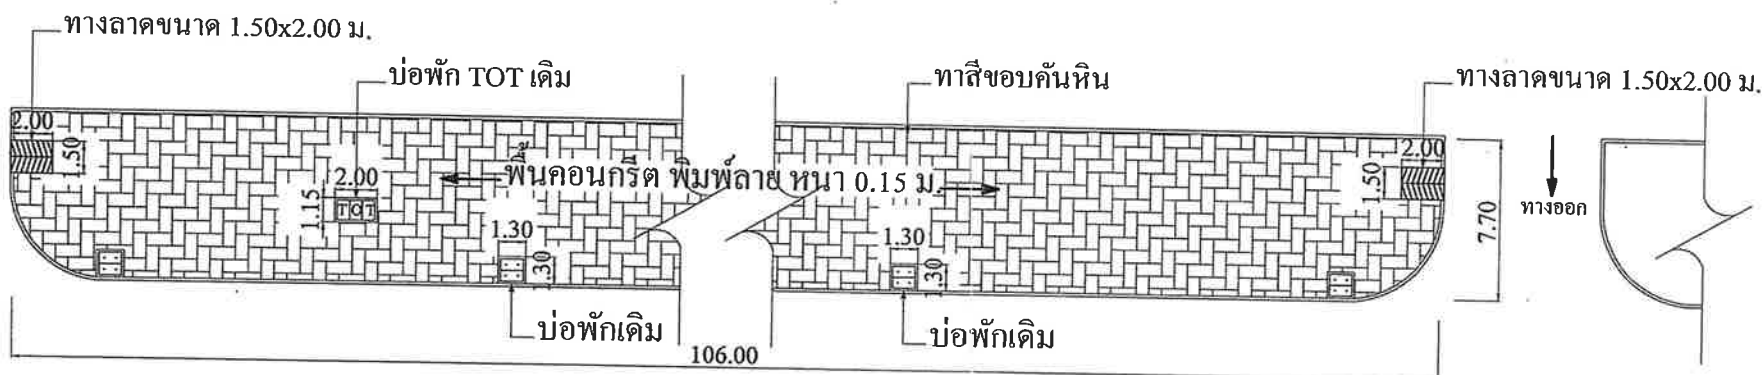 ทางลาดขนาด 1.50x2.00 ม.
บ่อพัก TOT เดิม
ทาสีขอบคันหิน
ทางลาดขนาด 1.50x2.00 ม.
2.00
1.50
2.00
1.15
TOT
พื้นคอนกรีต พิมพ์ลาย หนา 0.15 ม.
2.00
1.50
7.70
ทางออก
1.30
1.30
1.30
1.30
บ่อพักเดิม
บ่อพักเดิม
106.00